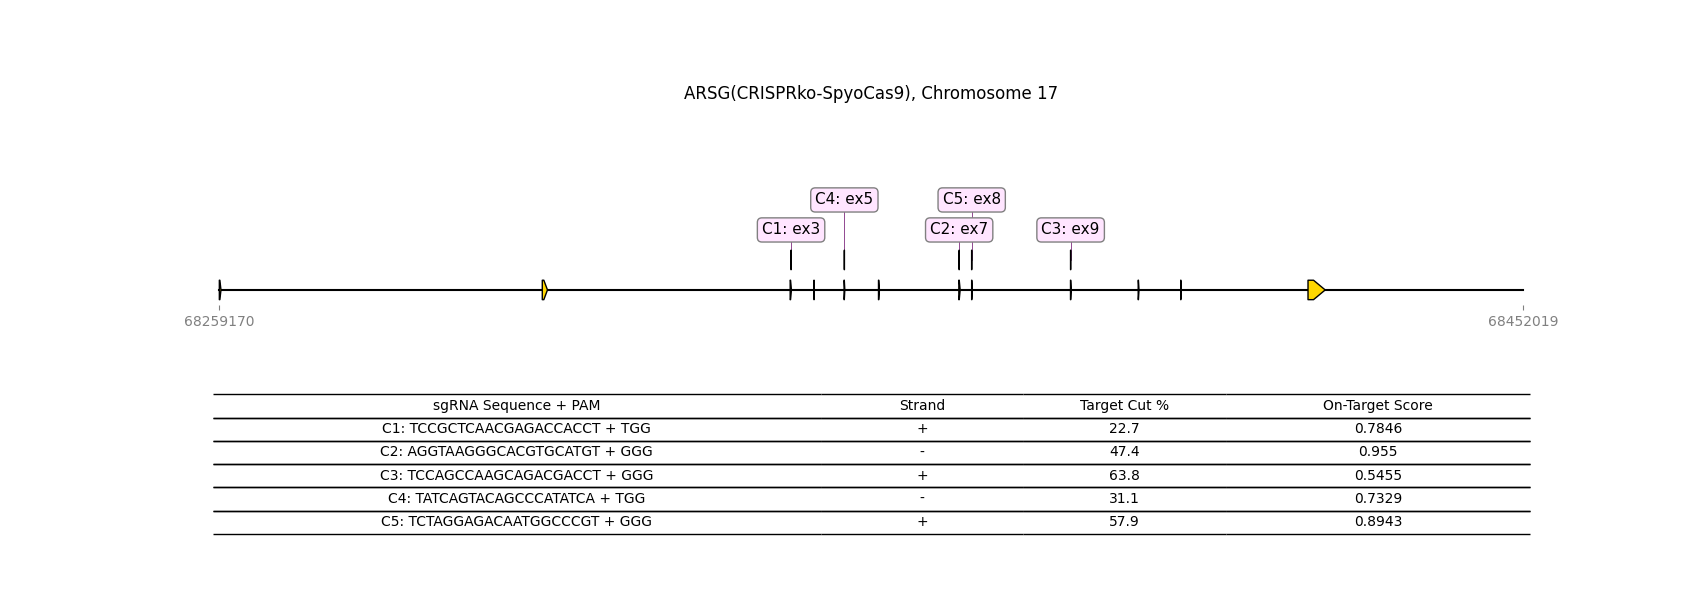 ARSG(CRISPRko-SpyoCas9), Chromosome 17
C4: ex5 C5: ex8
C1: ex3 C2: ex7 C3: ex9
68259170 68452019
sgRNA Sequence + PAM Strand Target Cut % On-Target Score
C1: TCCGCTCAACGAGACCACCT + TGG + 22.7 0.7846
C2: AGGTAAGGGCACGTGCATGT + GGG - 47.4 0.955
C3: TCCAGCCAAGCAGACGACCT + GGG + 63.8 0.5455
C4: TATCAGTACAGCCCATATCA + TGG - 31.1 0.7329
C5: TCTAGGAGACAATGGCCCGT + GGG + 57.9 0.8943